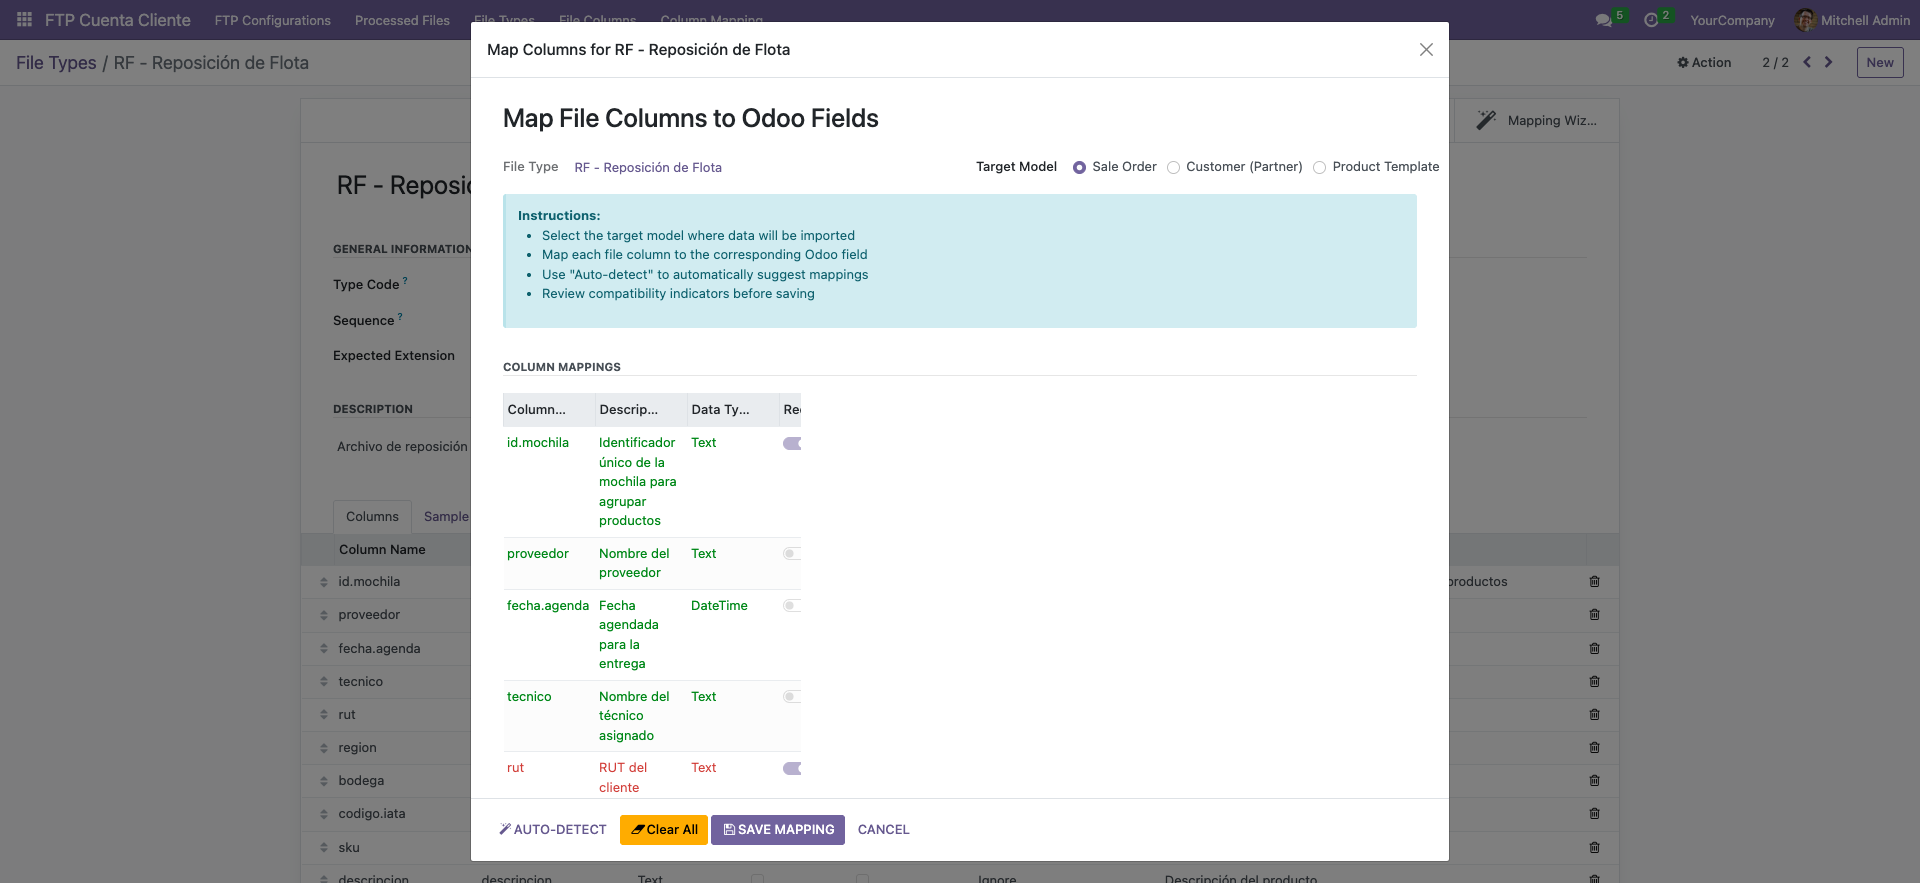 FTP Cuenta Cliente FTP Configurations Processed Files File Types File Columns Column Mapping 5 2 YourCompany Mitchell Admin
File Types / RF - Reposición de Flota Action 2 / 2 New
Map Columns for RF - Reposición de Flota
Mapping Wiz...
Map File Columns to Odoo Fields
File Type RF - Reposición de Flota Target Model Sale Order Customer (Partner) Product Template
RF - Reposic
Instructions:
Select the target model where data will be imported
Map each file column to the corresponding Odoo field
Use "Auto-detect" to automatically suggest mappings
Review compatibility indicators before saving
GENERAL INFORMATION
Type Code ?
Sequence ?
Expected Extension
COLUMN MAPPINGS
DESCRIPTION
Archivo de reposición
Column... Descrip... Data Ty... Re
id.mochila Identificador único de la mochila para agrupar productos Text
proveedor Nombre del proveedor Text
fecha.agenda Fecha agendada para la entrega DateTime
tecnico Nombre del técnico asignado Text
rut RUT del cliente Text
Columns Sample
Column Name
id.mochila productos
proveedor
fecha.agenda
tecnico
rut
region
bodega
codigo.iata
sku
descripcion descripcion Text Ignore Descripción del producto
AUTO-DETECT Clear All SAVE MAPPING CANCEL